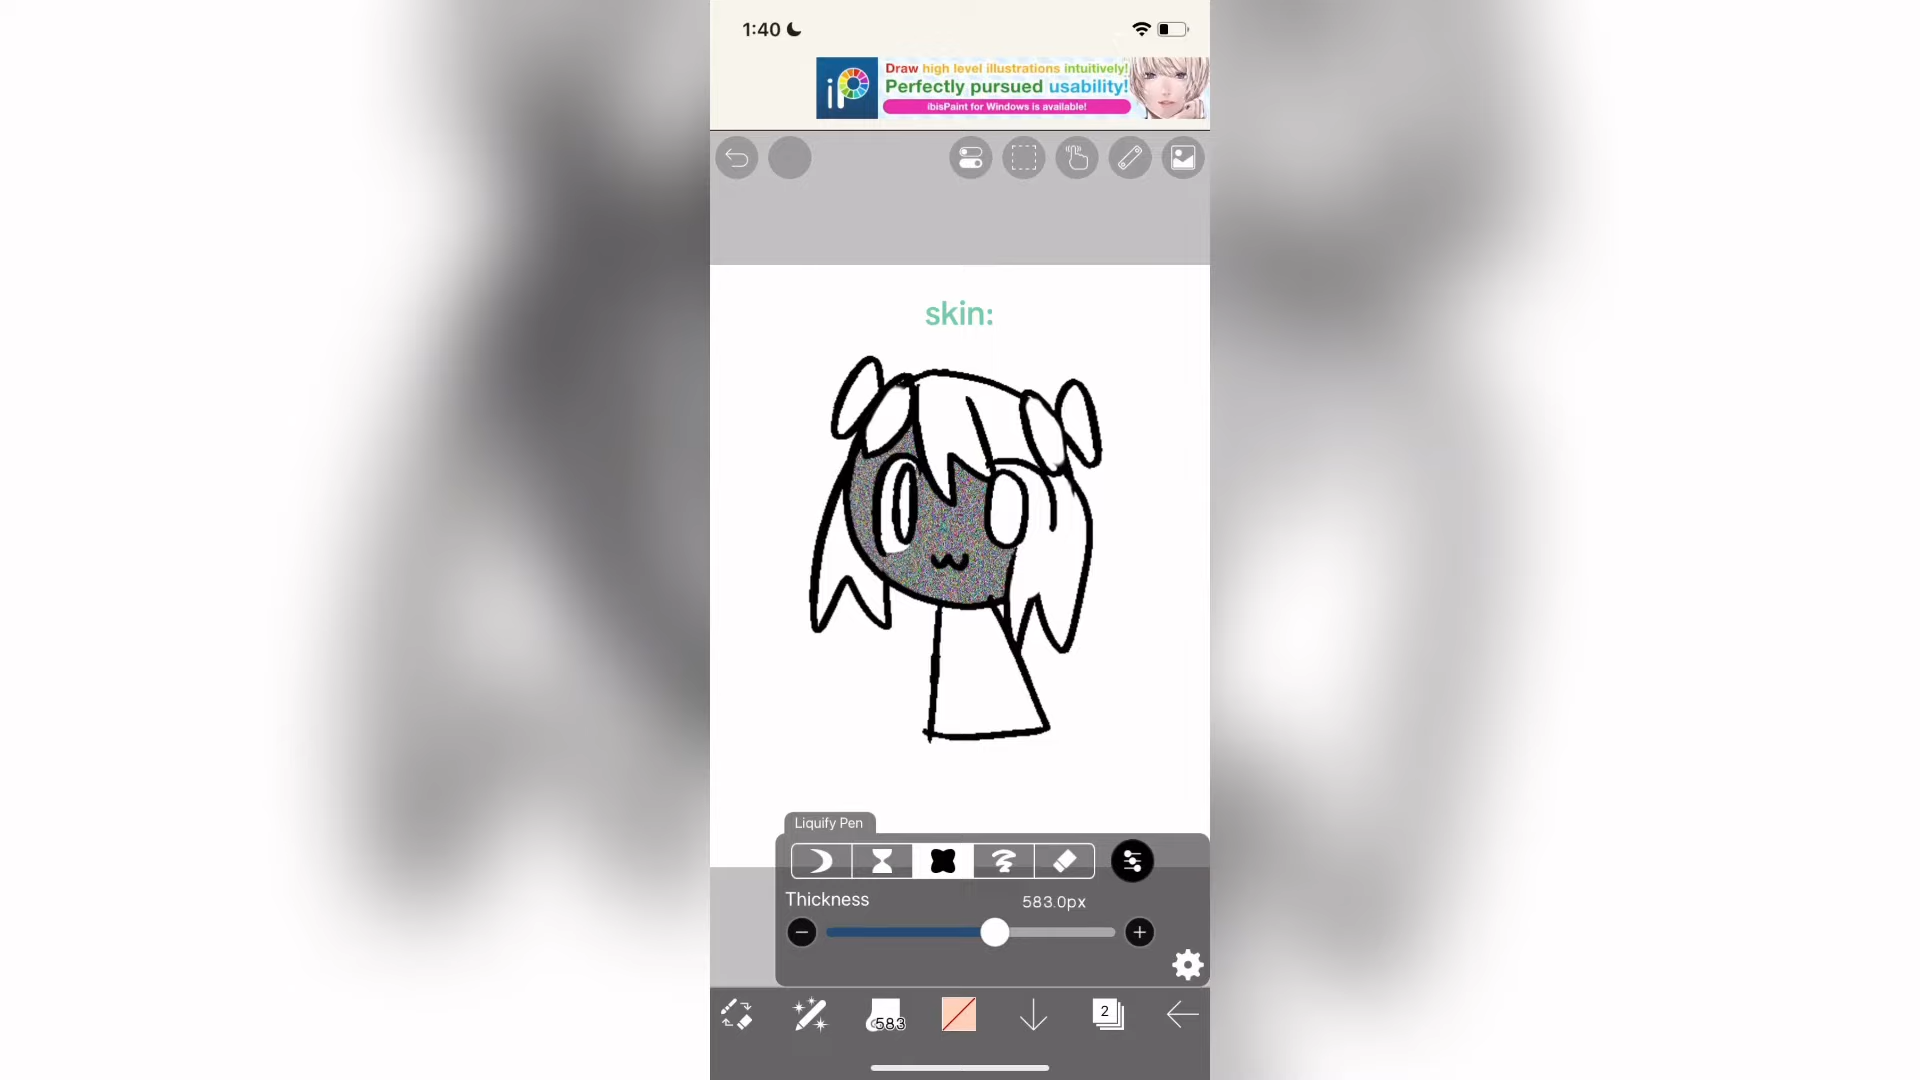 1:40
iP
Draw high level illustrations intuitively!
Perfectly pursued usability!
ibisPaint for Windows is available!
skin:
Liquify Pen
Thickness
583.0px
583
2